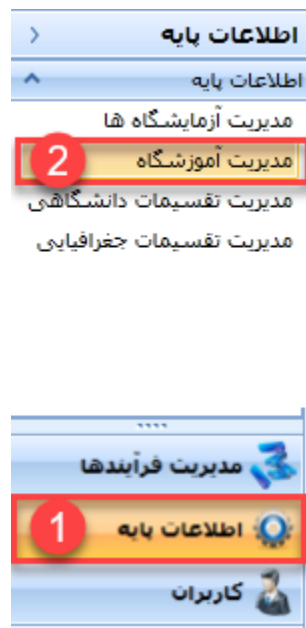 اطلاعات پایه
اطلاعات پایه
مدیریت آزمایشگاه ها
مدیریت آموزشگاه
2
مدیریت تقسیمات دانشگاهی
مدیریت تقسیمات جغرافیایی
مدیریت فرآیندها
اطلاعات پایه
1
کاربران